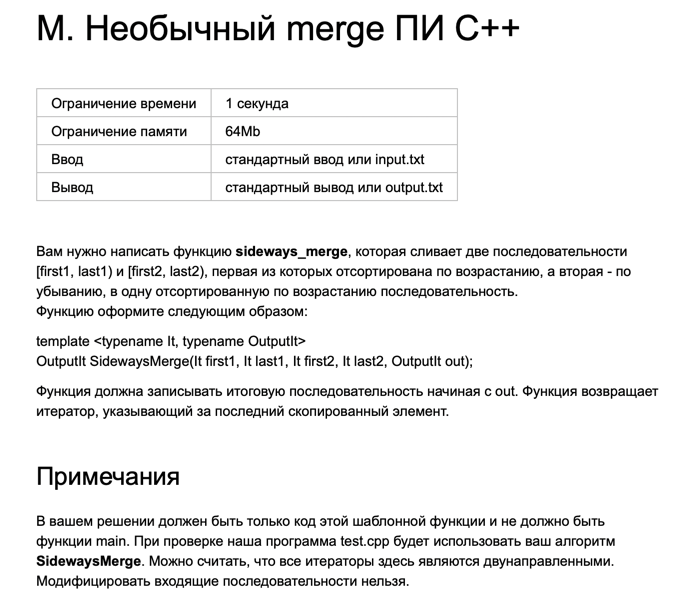 M. Необычный merge ПИ C++
Ограничение времени 1 секунда
Ограничение памяти 64Mb
Ввод стандартный ввод или input.txt
Вывод стандартный вывод или output.txt
Вам нужно написать функцию sideways_merge, которая сливает две последовательности
[first1, last1) и [first2, last2), первая из которых отсортирована по возрастанию, а вторая - по
убыванию, в одну отсортированную по возрастанию последовательность.
Функцию оформите следующим образом:
template <typename It, typename OutputIt>
OutputIt SidewaysMerge(It first1, It last1, It first2, It last2, OutputIt out);
Функция должна записывать итоговую последовательность начиная с out. Функция возвращает
итератор, указывающий за последний скопированный элемент.
Примечания
В вашем решении должен быть только код этой шаблонной функции и не должно быть
функции main. При проверке наша программа test.cpp будет использовать ваш алгоритм
SidewaysMerge. Можно считать, что все итераторы здесь являются двунаправленными.
Модифицировать входящие последовательности нельзя.